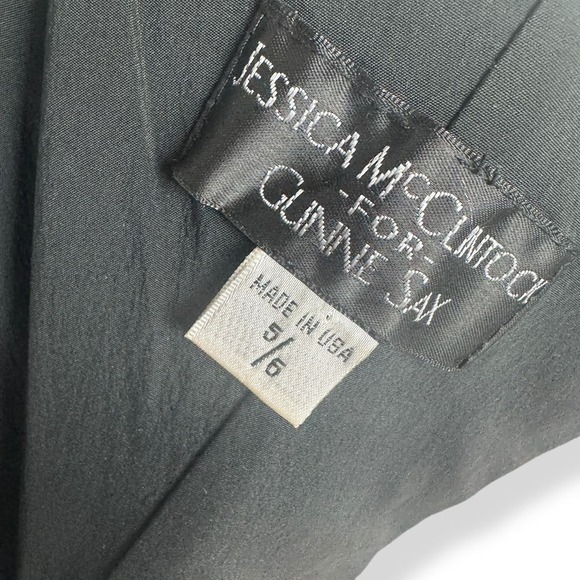 JESSICA McCLINTOCK
-FOR-
GUNNE SAX
MADE IN USA
5/6